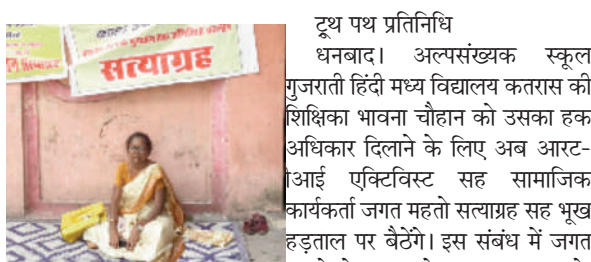 सत्याग्रह
ट्रूथ पथ प्रतिनिधि
धनबाद। अल्पसंख्यक स्कूल
गुजराती हिंदी मध्य विद्यालय कतरास की
शिक्षिका भावना चौहान को उसका हक
अधिकार दिलाने के लिए अब आरट-
ीआई एक्टिविस्ट सह सामाजिक
कार्यकर्ता जगत महतो सत्याग्रह सह भूख
हड़ताल पर बैठेंगे। इस संबंध में जगत